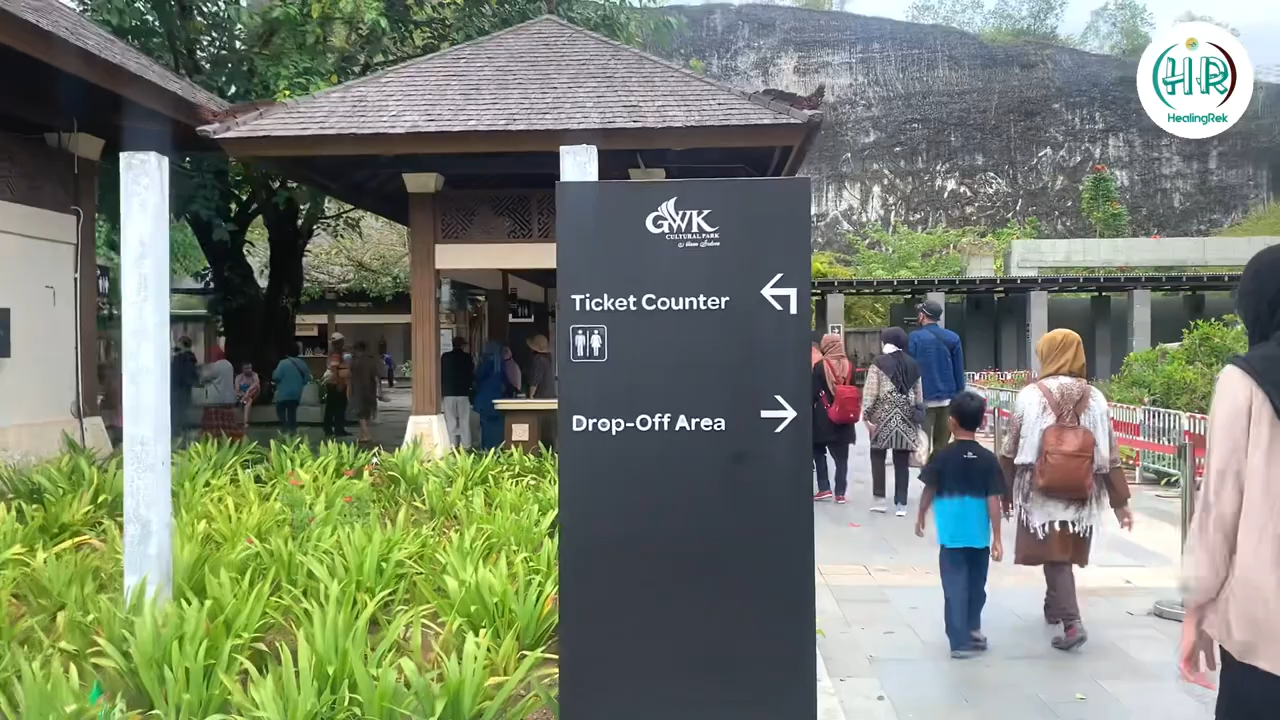 GWK
CULTURAL PARK
Ticket Counter
Drop-Off Area
HR
HealingRek